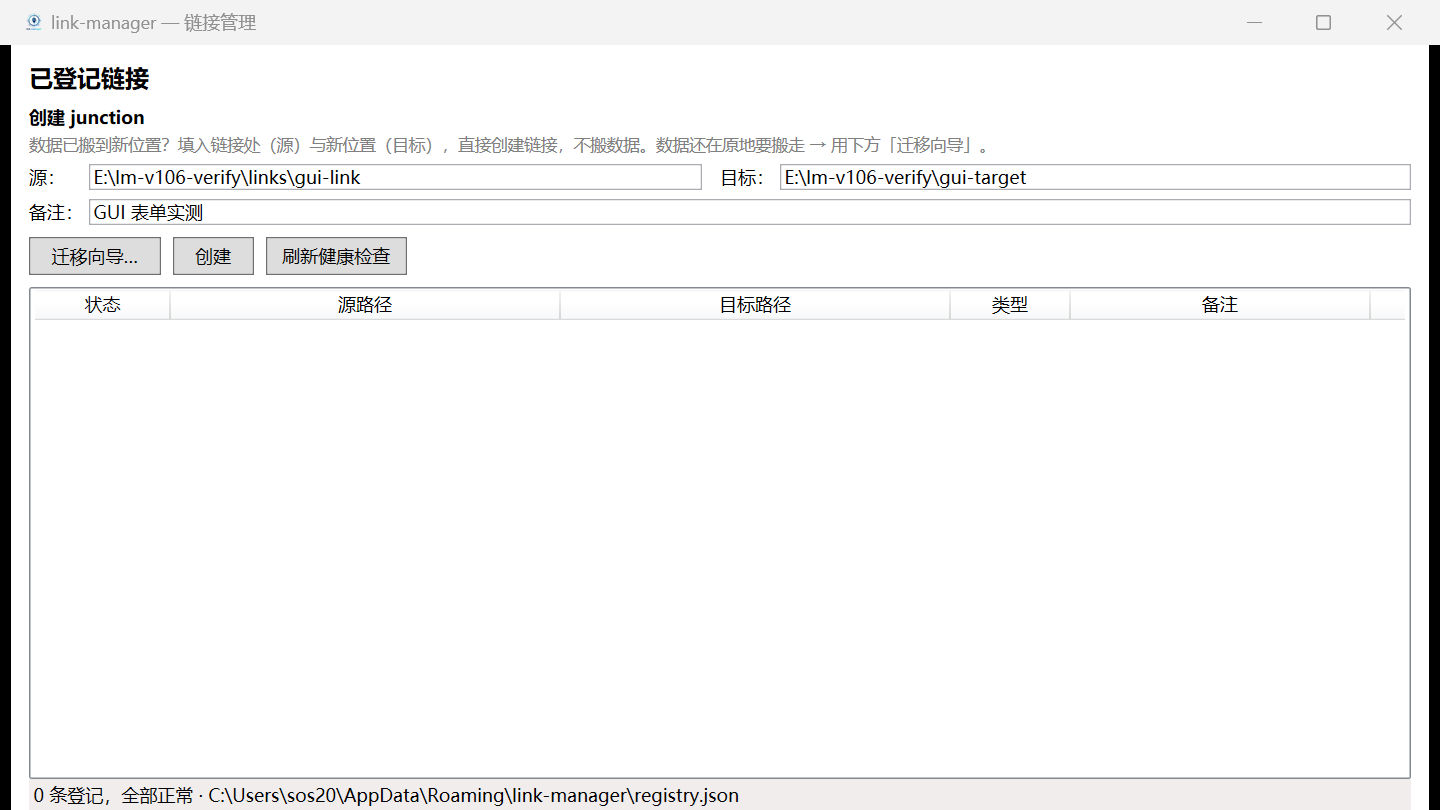 link-manager — 链接管理
已登记链接
创建 junction
数据已搬到新位置？填入链接处（源）与新位置（目标），直接创建链接，不搬数据。数据还在原地要搬走 → 用下方「迁移向导」。
源： E:\lm-v106-verify\links\gui-link 目标： E:\lm-v106-verify\gui-target
备注： GUI 表单实测
迁移向导... 创建 刷新健康检查
状态 源路径 目标路径 类型 备注
0 条登记，全部正常 · C:\Users\sos20\AppData\Roaming\link-manager\registry.json